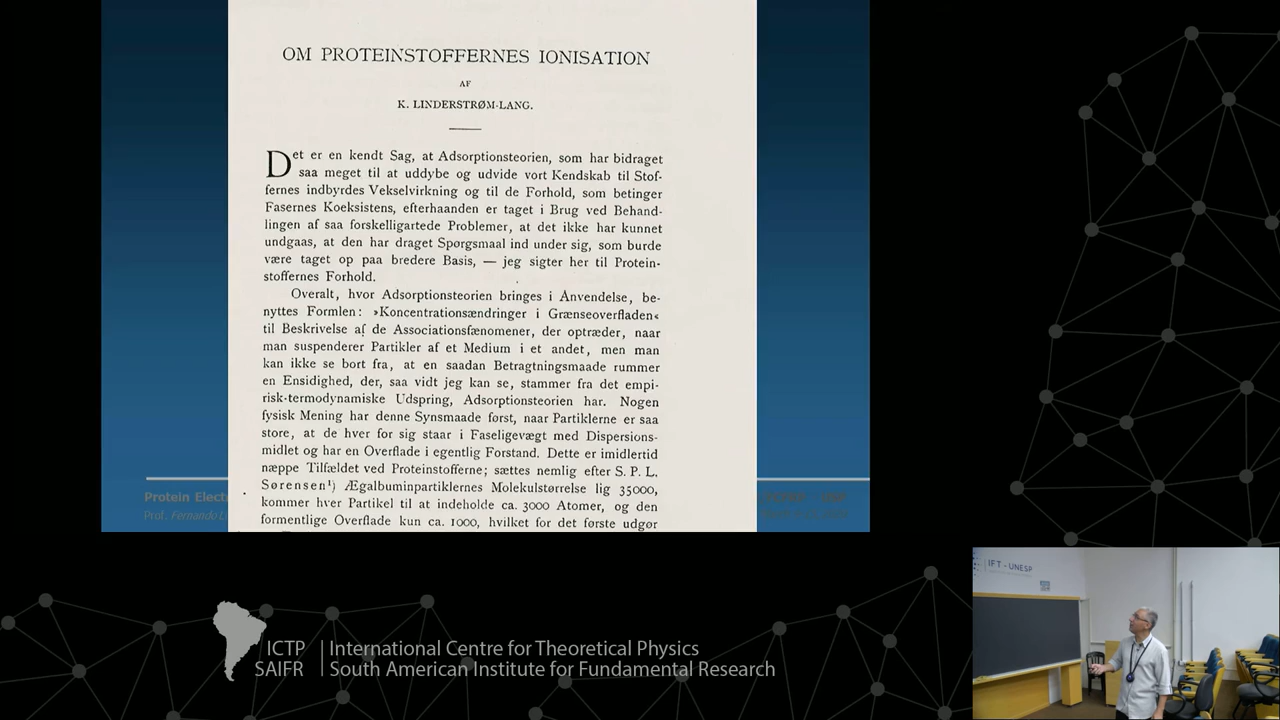 OM PROTEINSTOFFERNES IONISATION
AF
K. LINDERSTRØM-LANG.
Det er en kendt Sag, at Adsorptionsteorien, som har bidraget
saa meget til at uddybe og udvide vort Kendskab til Stof-
fernes indbyrdes Vekselvirkning og til de Forhold, som betinger
Fasernes Koeksistens, efterhaanden er taget i Brug ved Behand-
lingen af saa forskelligartede Problemer, at det ikke har kunnet
undgaas, at den har draget Spørgsmaal ind under sig, som burde
være taget op paa bredere Basis, — jeg sigter her til Protein-
stoffernes Forhold.
Overalt, hvor Adsorptionsteorien bringes i Anvendelse, be-
nyttes Formlen: »Koncentrationsændringer i Grænseoverfladen«
til Beskrivelse af de Associationsfænomener, der optræder, naar
man suspenderer Partikler af et Medium i et andet, men man
kan ikke se bort fra, at en saadan Betragtningsmaade rummer
en Ensidighed, der, saa vidt jeg kan se, stammer fra det empi-
risk-termodynamiske Udspring, Adsorptionsteorien har. Nogen
fysisk Mening har denne Synsmaade først, naar Partiklerne er saa
store, at de hver for sig staar i Faseligevægt med Dispersions-
midlet og har en Overflade i egentlig Forstand. Dette er imidlertid
næppe Tilfældet ved Proteinstofferne; sættes nemlig efter S. P. L.
Sørensen¹) Ægalbuminpartiklernes Molekulstørrelse lig 35000,
kommer hver Partikel til at indeholde ca. 3000 Atomer, og den
formentlige Overflade kun ca. 1000, hvilket for det første udgør
Protein Elect
Prof. Fernando L
IFT - UNESP
ICTP
SAIFR
International Centre for Theoretical Physics
South American Institute for Fundamental Research